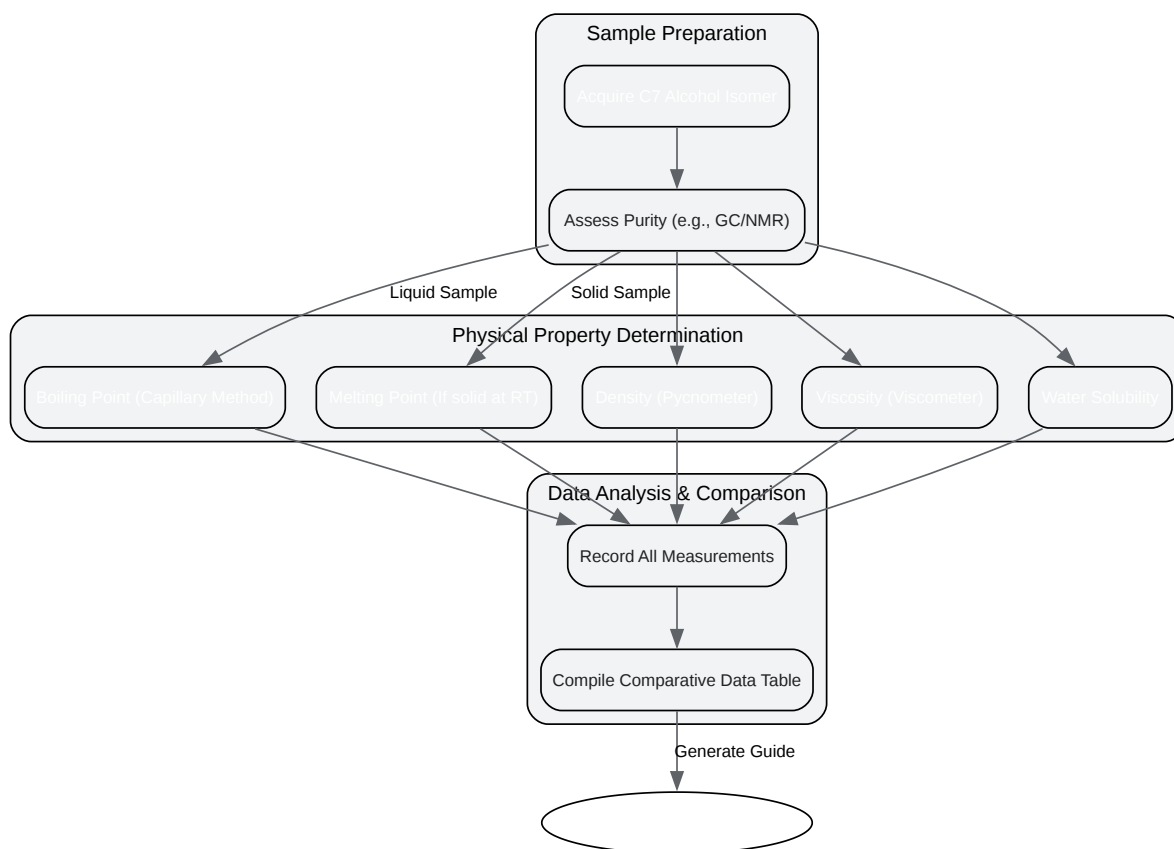 Sample Preparation
Acquire C7 Alcohol Isomer
Assess Purity (e.g., GC/NMR)
Liquid Sample
Solid Sample
Physical Property Determination
Boiling Point (Capillary Method)
Melting Point (If solid at RT)
Density (Pycnometer)
Viscosity (Viscometer)
Water Solubility
Data Analysis & Comparison
Record All Measurements
Compile Comparative Data Table
Generate Guide